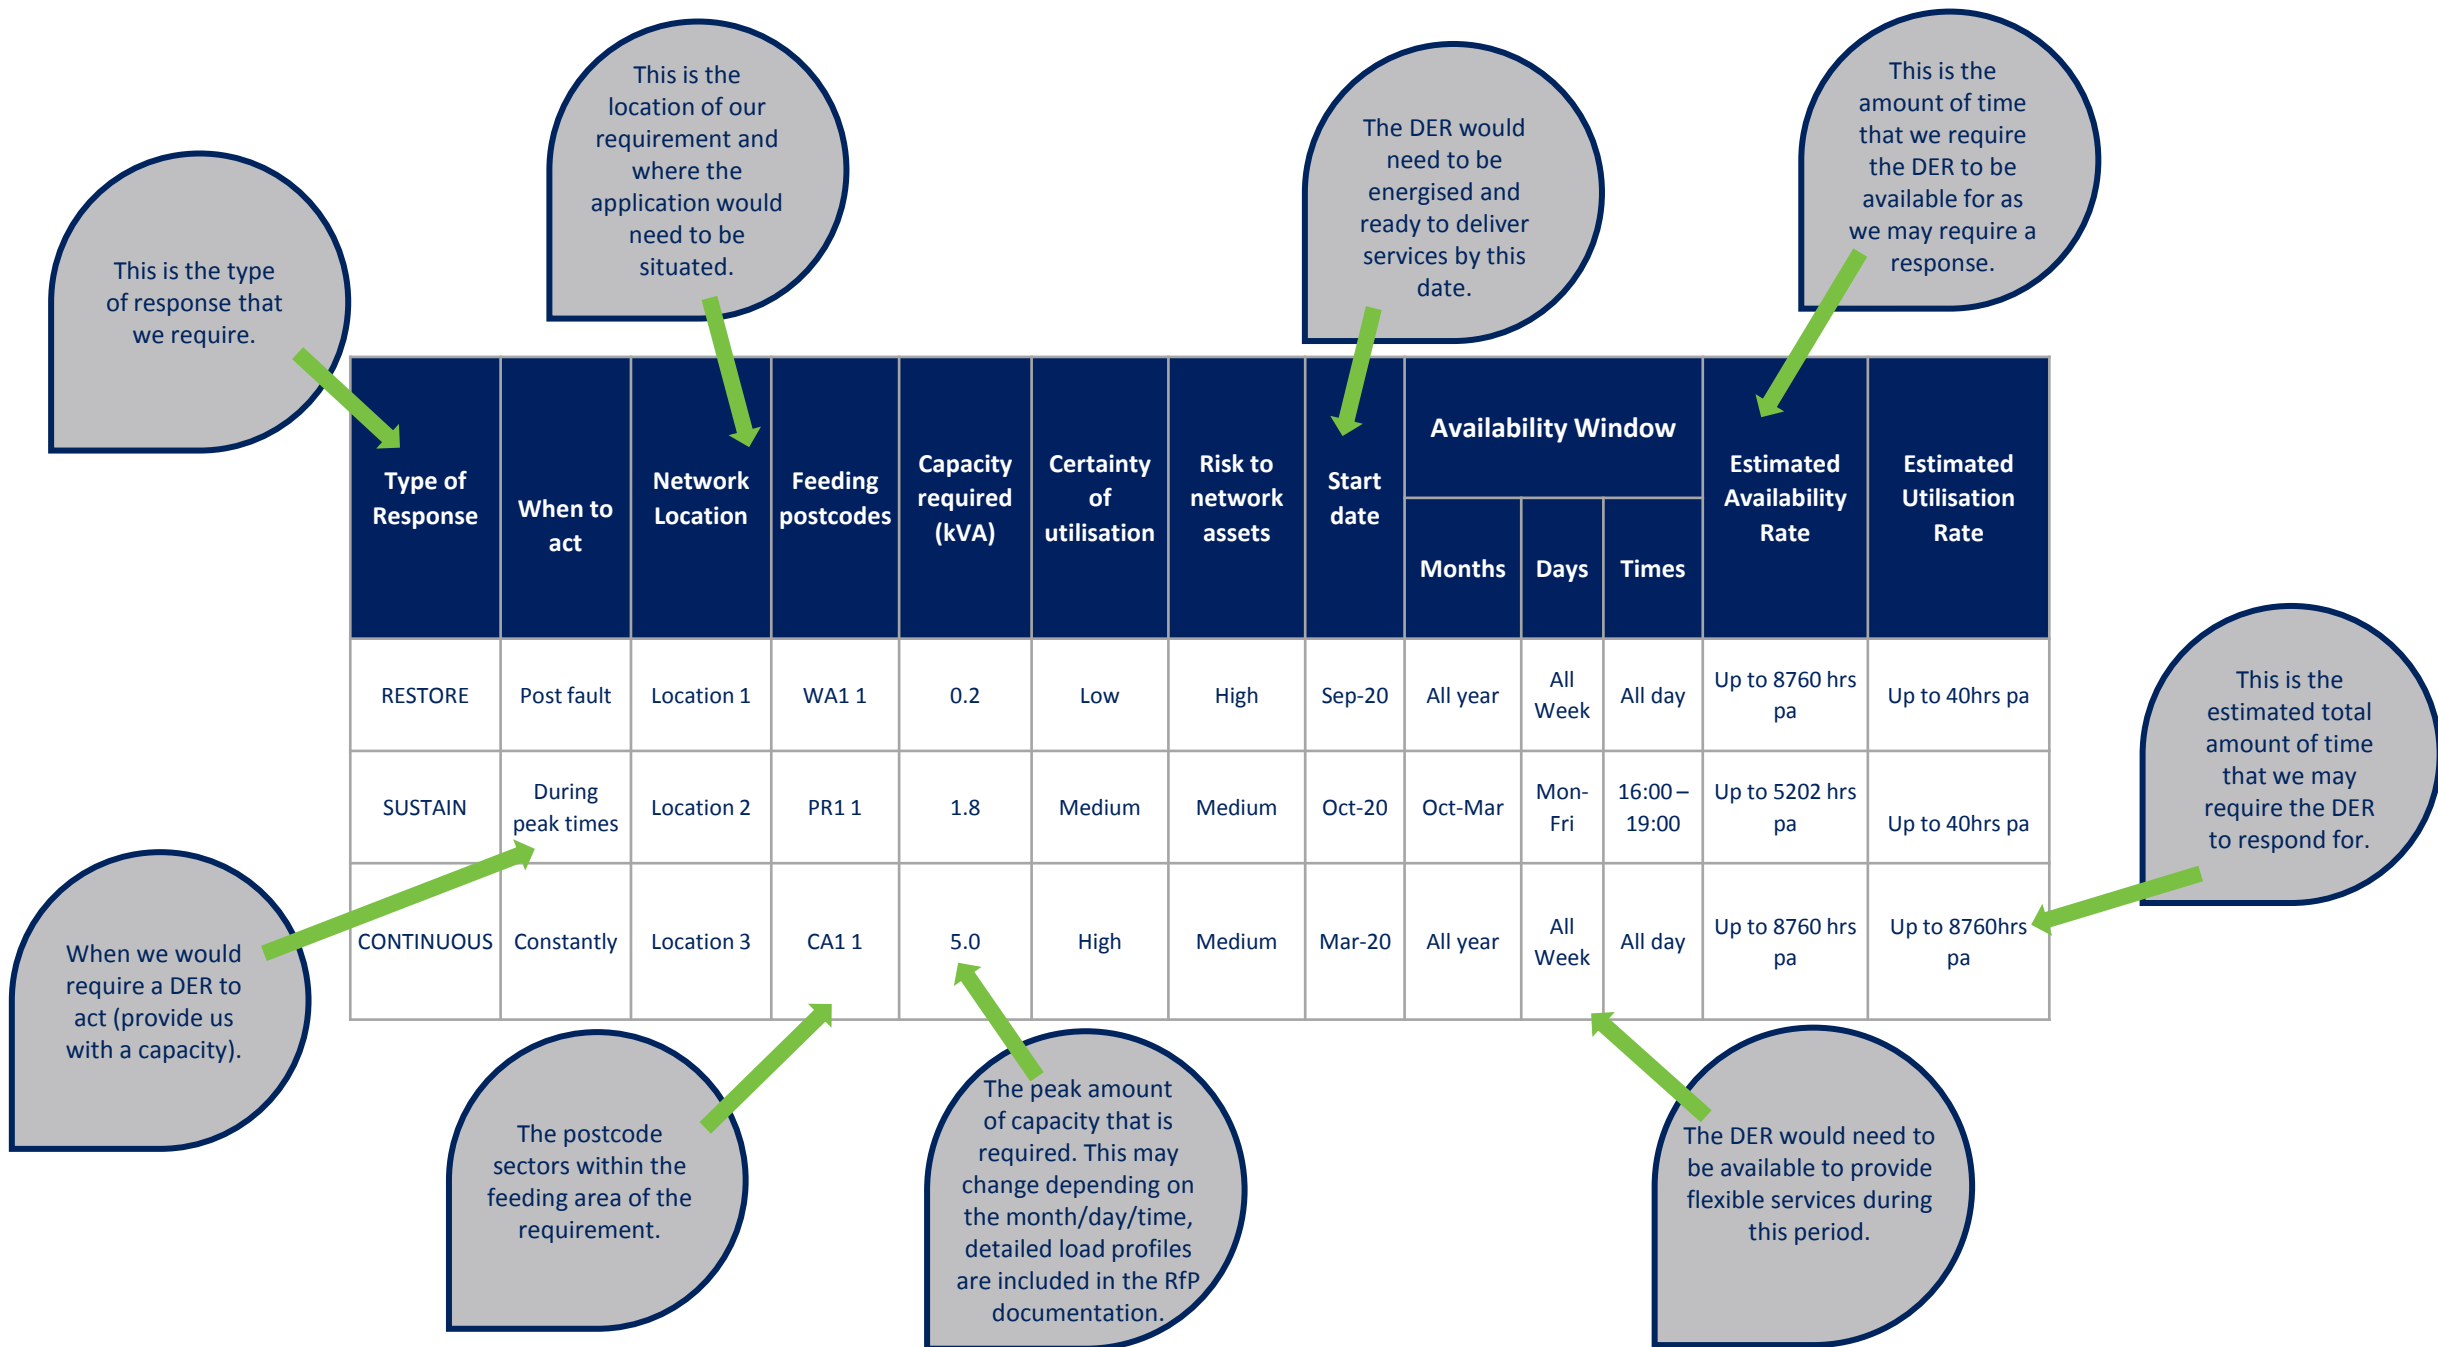 This is the
location of our
requirement and
where the
application would
need to be
situated.
The DER would
need to be
energised and
ready to deliver
services by this
date.
This is the
amount of time
that we require
the DER to be
available for as
we may require a
response.
This is the type
of response that
we require.
Type of
Response
When to
act
Network
Location
Feeding
postcodes
Capacity
required
(kVA)
Certainty
of
utilisation
Risk to
network
assets
Start
date
Availability Window
Months
Days
Times
Estimated
Availability
Rate
Estimated
Utilisation
Rate
RESTORE
Post fault
Location 1
WA1 1
0.2
Low
High
Sep-20
All year
All
Week
All day
Up to 8760 hrs
pa
Up to 40hrs pa
SUSTAIN
During
peak times
Location 2
PR1 1
1.8
Medium
Medium
Oct-20
Oct-Mar
Mon-
Fri
16:00 –
19:00
Up to 5202 hrs
pa
Up to 40hrs pa
CONTINUOUS
Constantly
Location 3
CA1 1
5.0
High
Medium
Mar-20
All year
All
Week
All day
Up to 8760 hrs
pa
Up to 8760hrs
pa
This is the
estimated total
amount of time
that we may
require the DER
to respond for.
When we would
require a DER to
act (provide us
with a capacity).
The postcode
sectors within the
feeding area of the
requirement.
The peak amount
of capacity that is
required. This may
change depending on
the month/day/time,
detailed load profiles
are included in the RfP
documentation.
The DER would need to
be available to provide
flexible services during
this period.